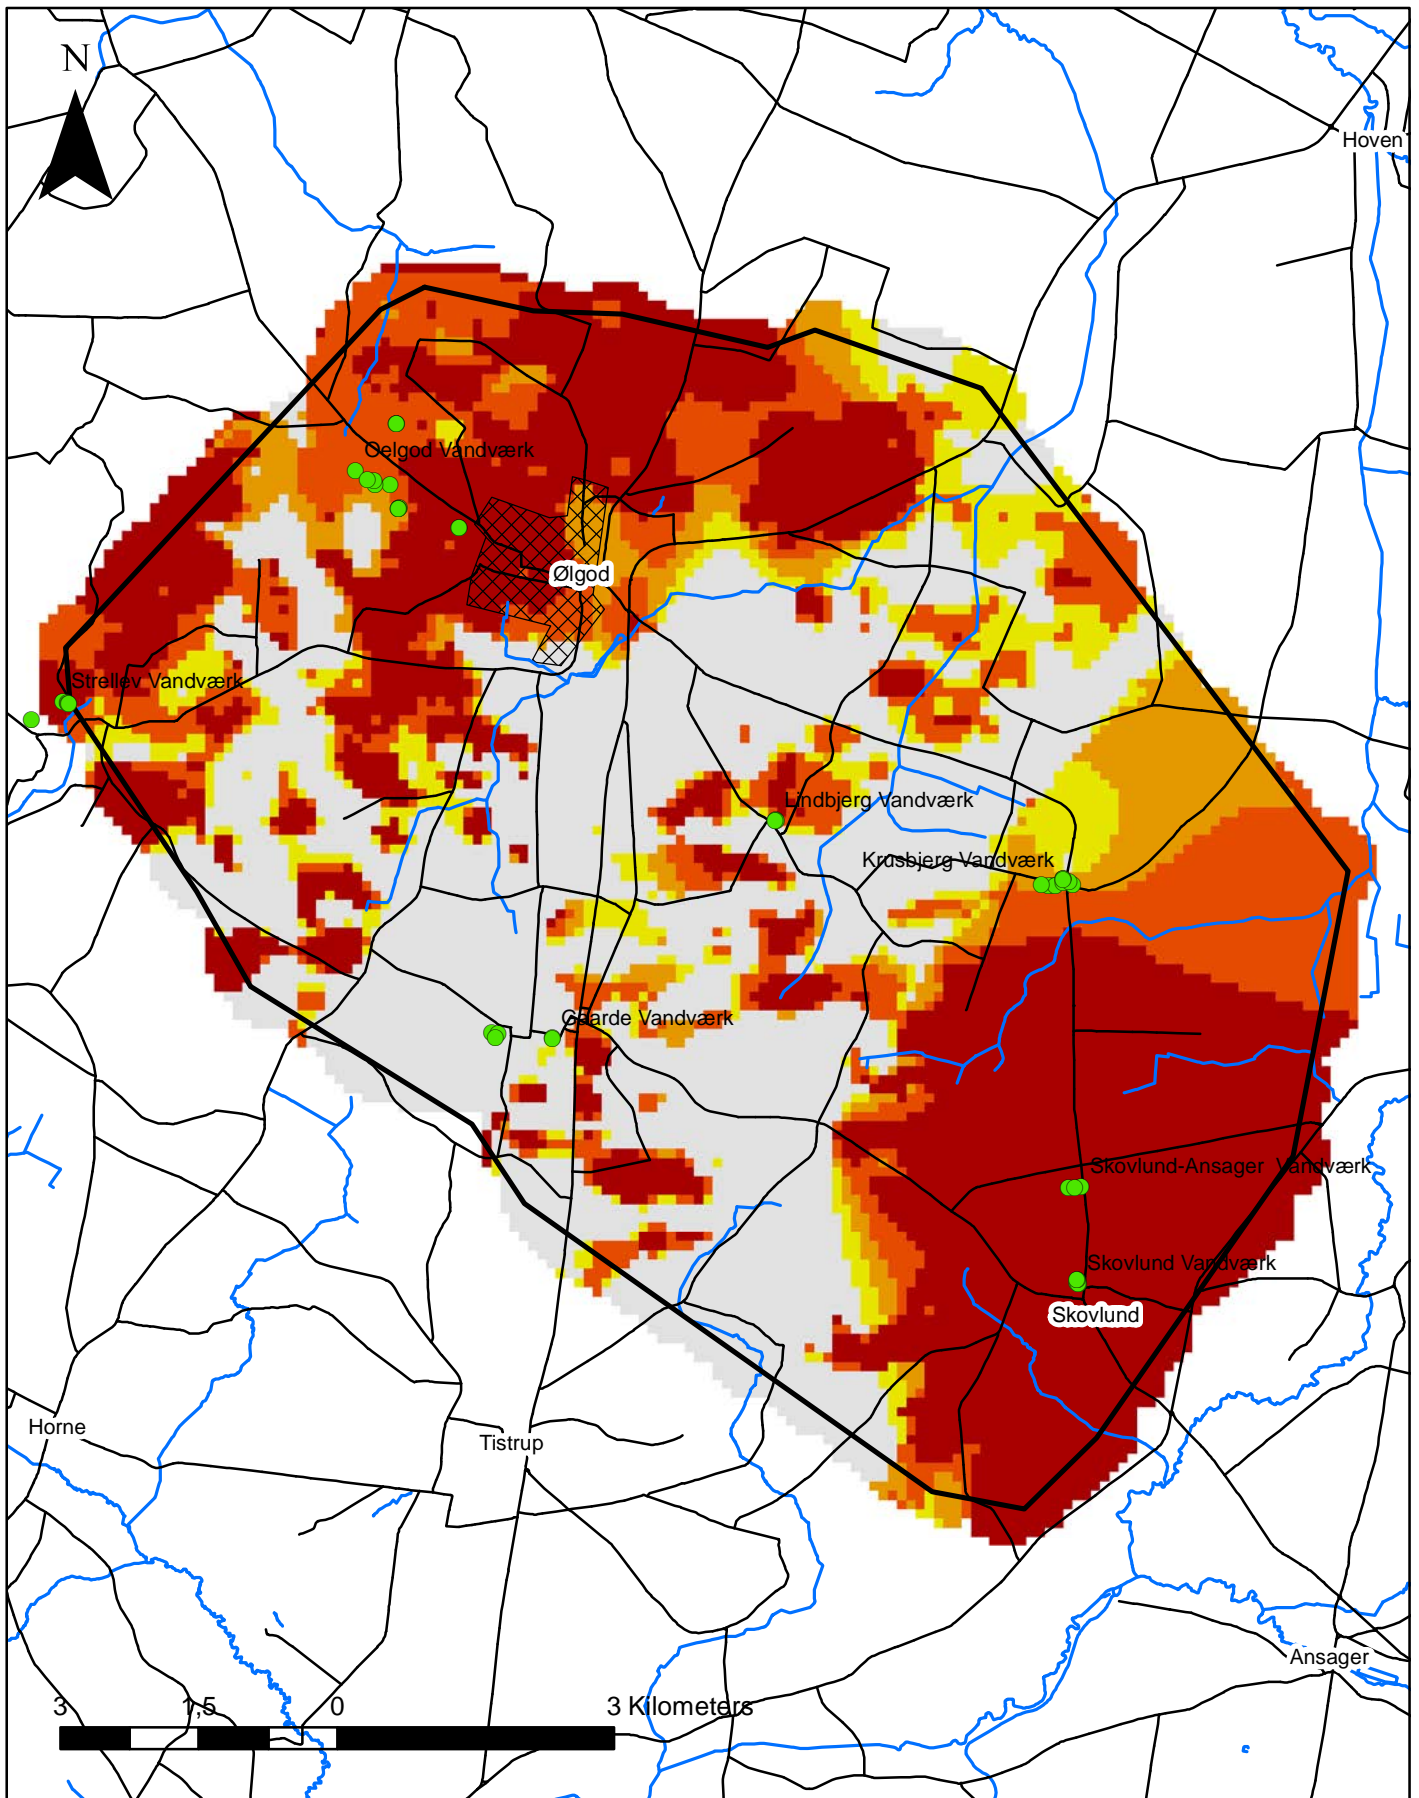 N
Hoven
Oelgod Vandværk
Ølgod
Strellev Vandværk
Lindbjerg Vandværk
Krusbjerg Vandværk
Gaarde Vandværk
Skovlund-Ansager Vandværk
Skovlund Vandværk
Skovlund
Horne
Tistrup
Ansager
3 1,5 0 3 Kilometers